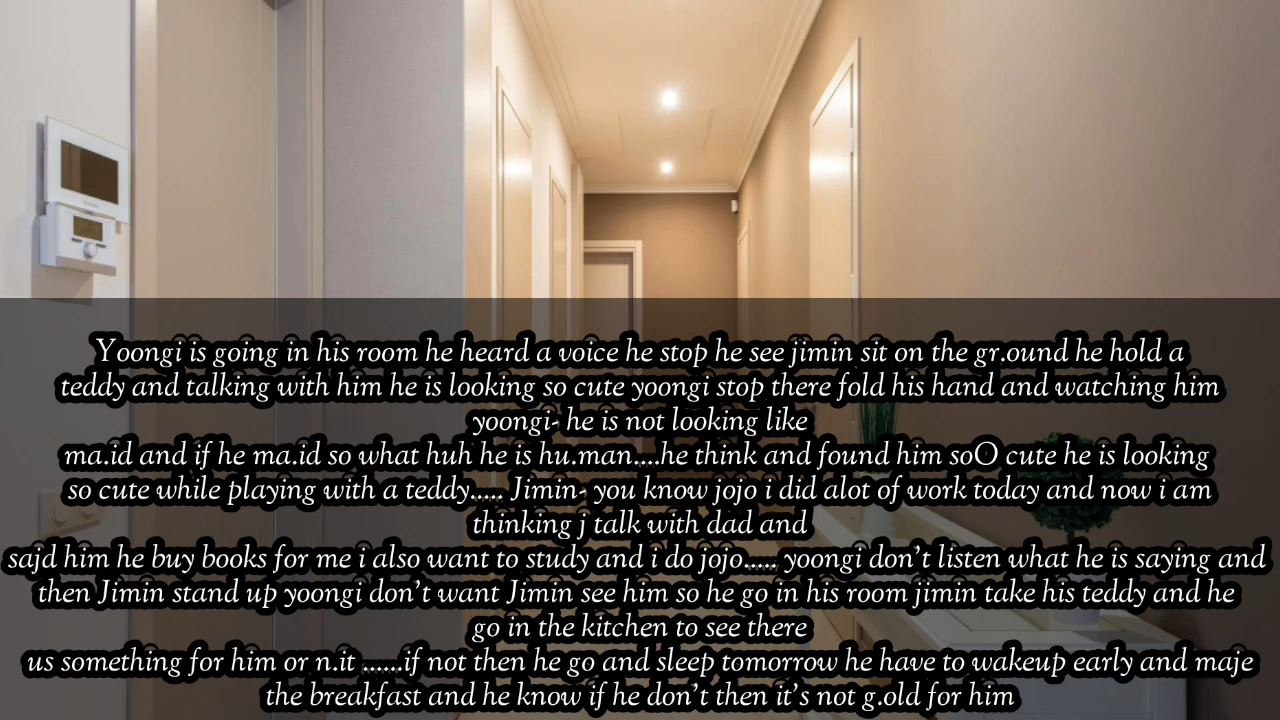 Yoongi is going in his room he heard a voice he stop he see jimin sit on the gr.ound he hold a
teddy and talking with him he is looking so cute yoongi stop there fold his hand and watching him
yoongi- he is not looking like
ma.id and if he ma.id so what huh he is hu.man....he think and found him soO cute he is looking
so cute while playing with a teddy..... Jimin- you know jojo i did alot of work today and now i am
thinking j talk with dad and
sajd him he buy books for me i also want to study and i do jojo..... yoongi don't listen what he is saying and
then Jimin stand up yoongi don't want Jimin see him so he go in his room jimin take his teddy and he
go in the kitchen to see there
us something for him or n.it ......if not then he go and sleep tomorrow he have to wakeup early and maje
the breakfast and he know if he don't then it's not g.old for him